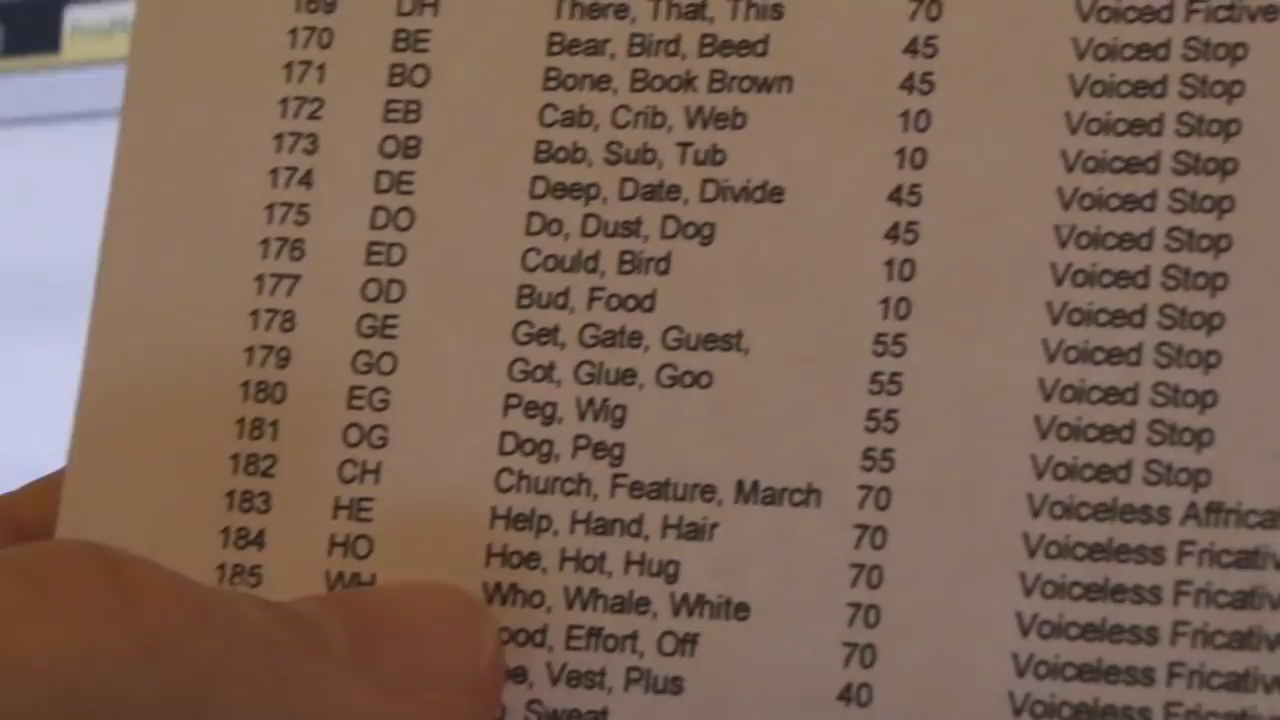 169 DH There, That, This 70 Voiced Fictive
170 BE Bear, Bird, Beed 45 Voiced Stop
171 BO Bone, Book Brown 45 Voiced Stop
172 EB Cab, Crib, Web 10 Voiced Stop
173 OB Bob, Sub, Tub 10 Voiced Stop
174 DE Deep, Date, Divide 45 Voiced Stop
175 DO Do, Dust, Dog 45 Voiced Stop
176 ED Could, Bird 10 Voiced Stop
177 OD Bud, Food 10 Voiced Stop
178 GE Get, Gate, Guest, 55 Voiced Stop
179 GO Got, Glue, Goo 55 Voiced Stop
180 EG Peg, Wig 55 Voiced Stop
181 OG Dog, Peg 55 Voiced Stop
182 CH Church, Feature, March 70 Voiceless Affrica
183 HE Help, Hand, Hair 70 Voiceless Fricativ
184 HO Hoe, Hot, Hug 70 Voiceless Fricativ
185 WH Who, Whale, White 70 Voiceless Fricativ
ood, Effort, Off 70 Voiceless Fricativ
e, Vest, Plus 40 Voiceless Fricativ
Sweat